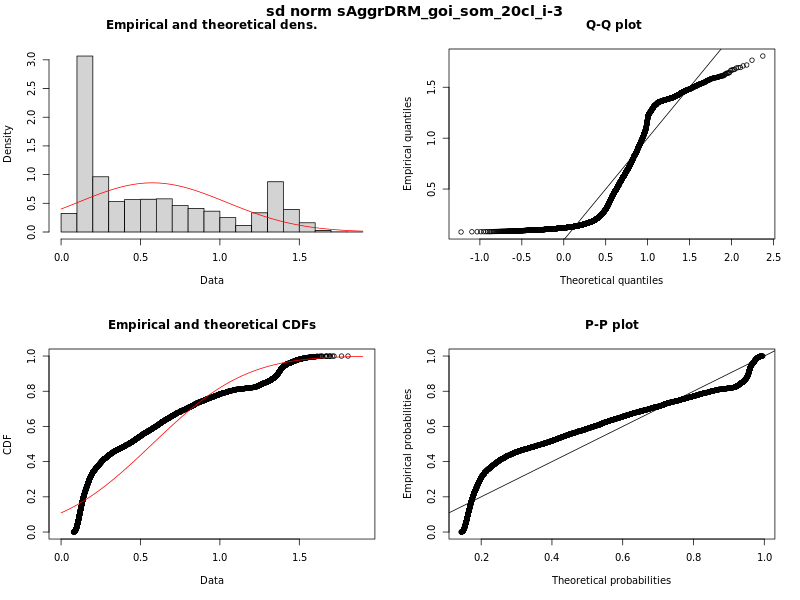 sd norm sAggrDRM_goi_som_20cl_i-3
Empirical and theoretical dens.
Density
0.0 0.5 1.0 1.5 2.0 2.5 3.0
0.0 0.5 1.0 1.5
Data
Q-Q plot
Empirical quantiles
0.5 1.0 1.5
-1.0 -0.5 0.0 0.5 1.0 1.5 2.0 2.5
Theoretical quantiles
Empirical and theoretical CDFs
CDF
0.0 0.2 0.4 0.6 0.8 1.0
0.0 0.5 1.0 1.5
Data
P-P plot
Empirical probabilities
0.0 0.2 0.4 0.6 0.8 1.0
0.2 0.4 0.6 0.8 1.0
Theoretical probabilities